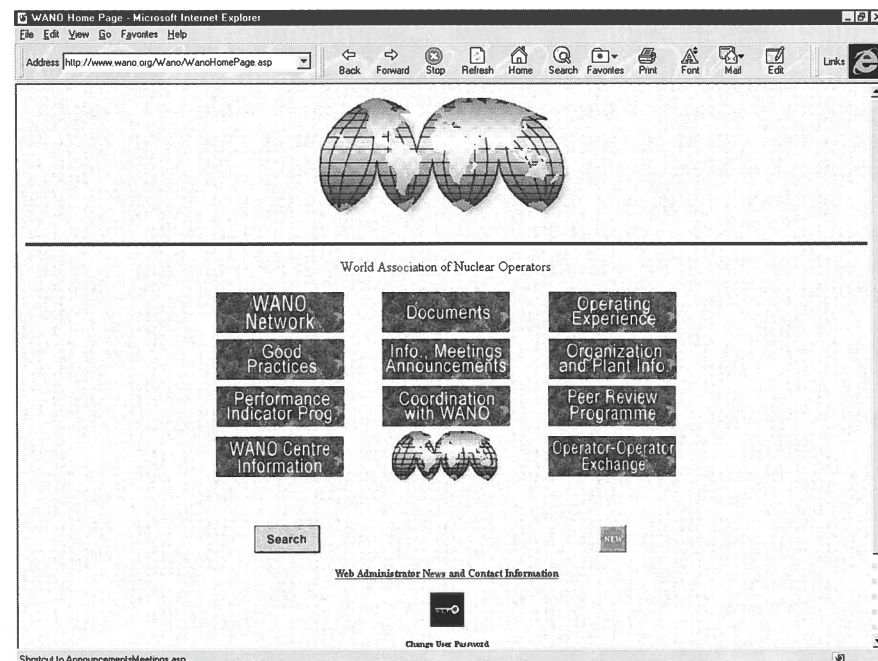 WANO Home Page - Microsoft Internet Explorer
File Edit View Go Favorites Help
Address http://www.wano.org/Wano/WanoHomePage.asp
Back Forward Stop Refresh Home Search Favorites Print Font Mail Edit Links
World Association of Nuclear Operators
WANO Network
Documents
Operating Experience
Good Practices
Info., Meetings Announcements
Organization and Plant Info.
Performance Indicator Prog.
Coordination with WANO
Peer Review Programme
WANO Centre Information
Operator-Operator Exchange
Search
NEW
Web Administrator News and Contact Information
Change User Password
Shortcut to AnnouncementsMeetings.asp